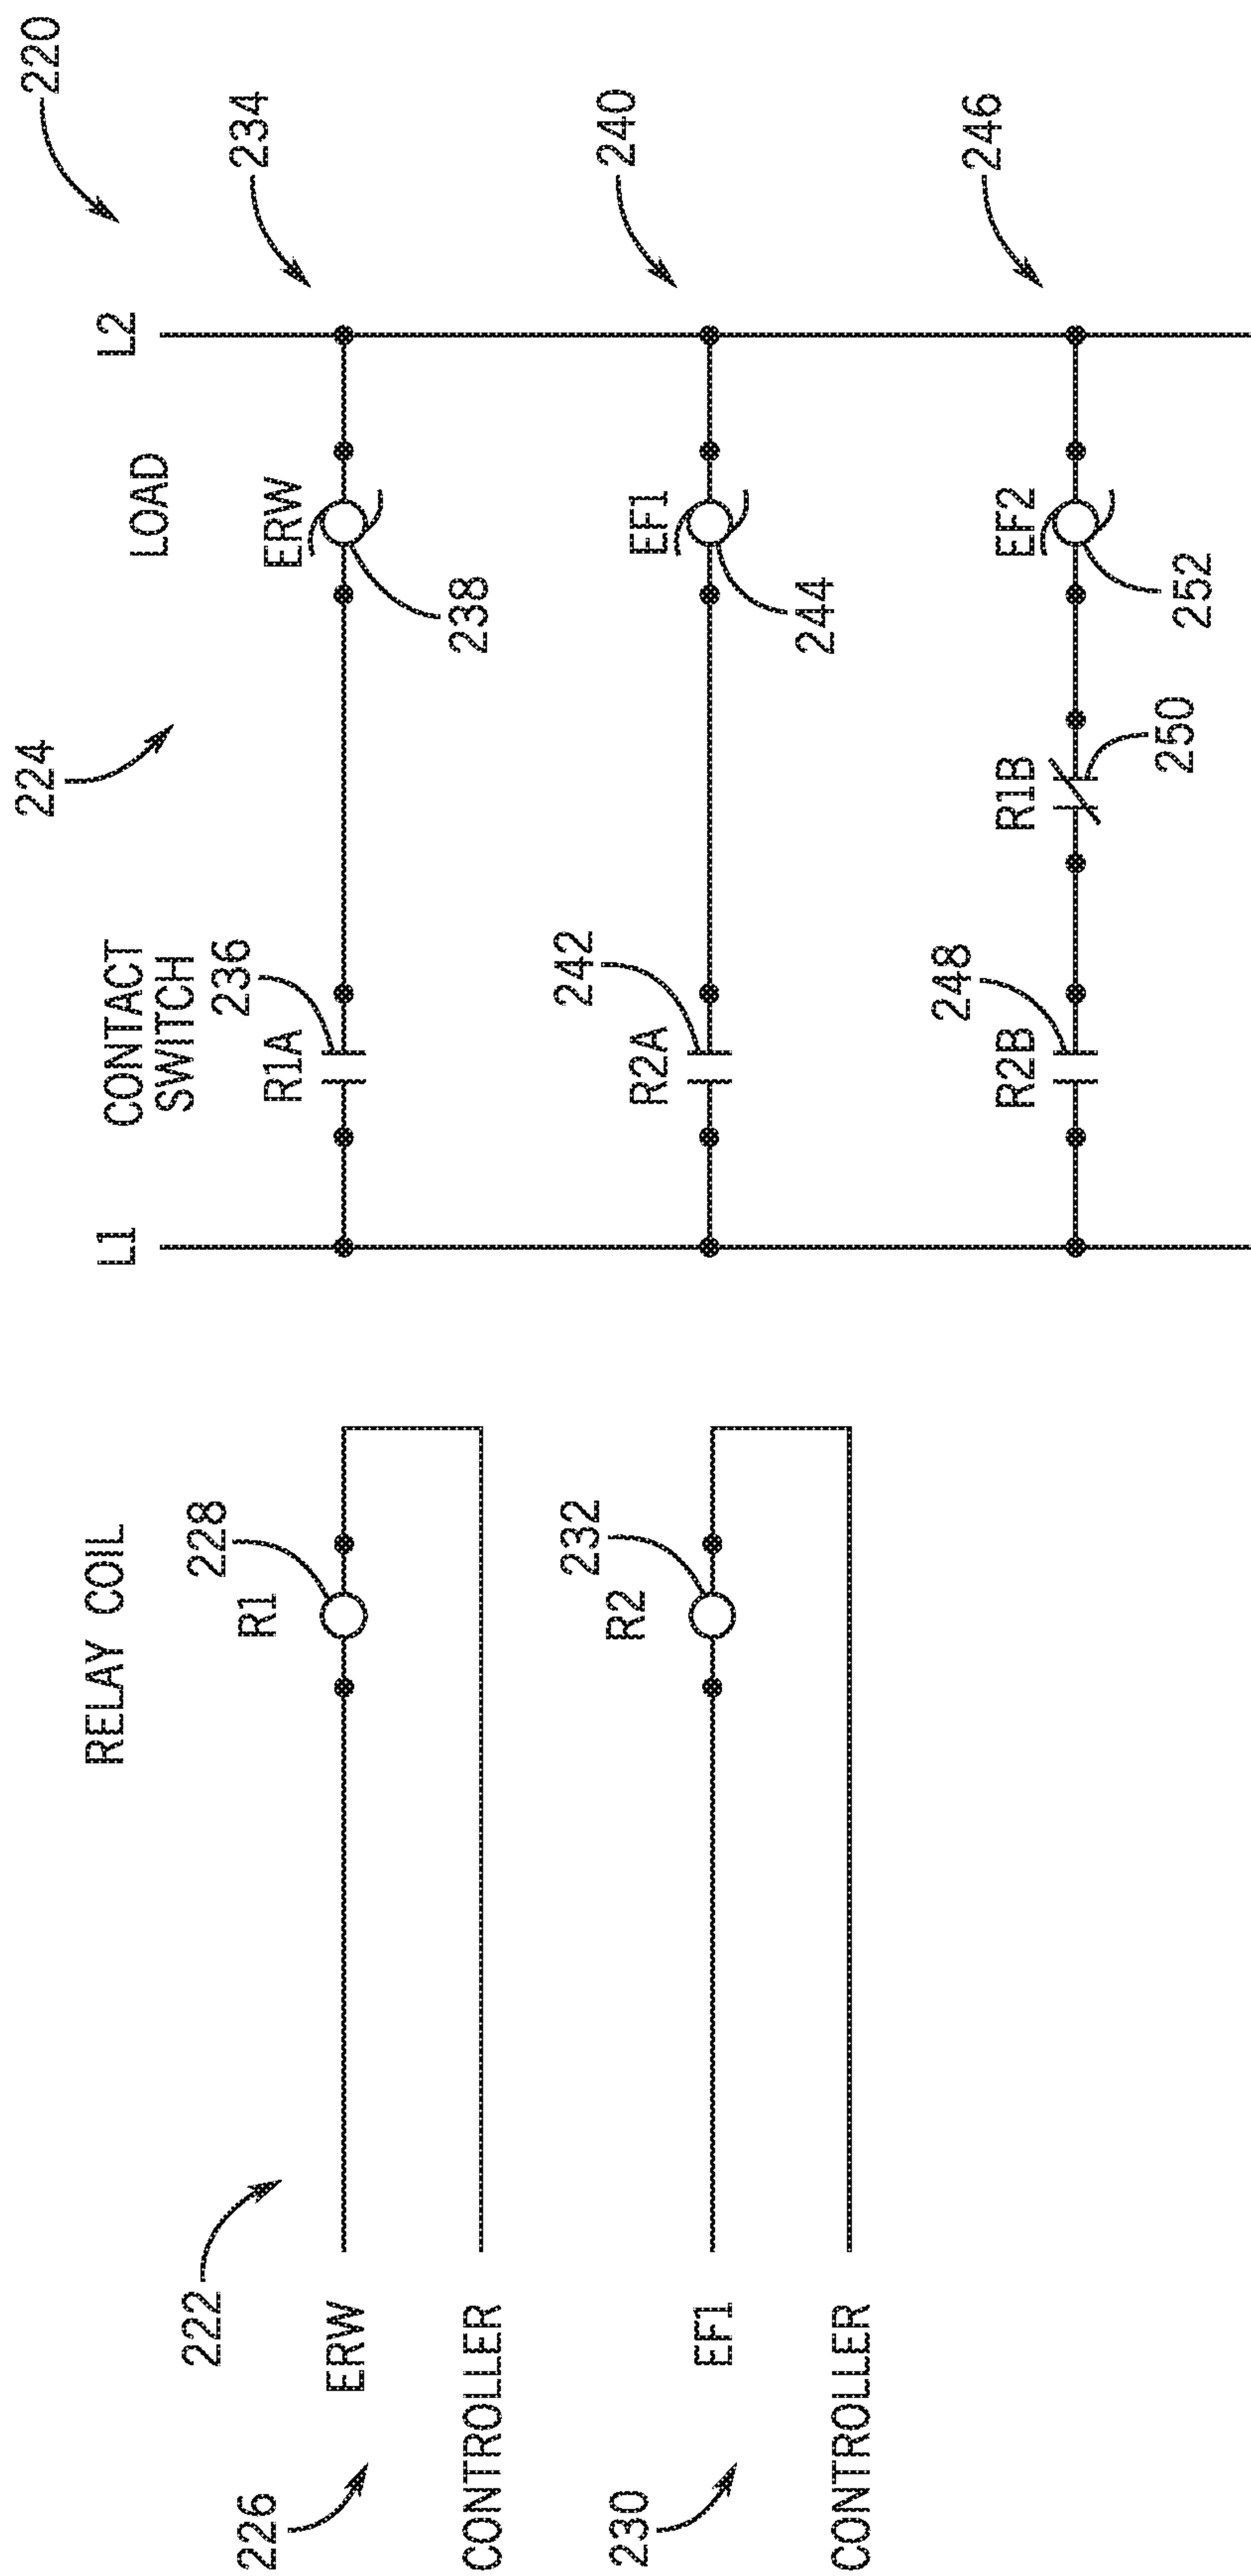 220
222
224
RELAY COIL
L1
CONTACT
SWITCH
LOAD
L2
226
ERW
CONTROLLER
R1
228
230
EF1
CONTROLLER
R2
232
234
R1A
236
ERW
238
240
R2A
242
EF1
244
246
R2B
248
R1B
250
EF2
252